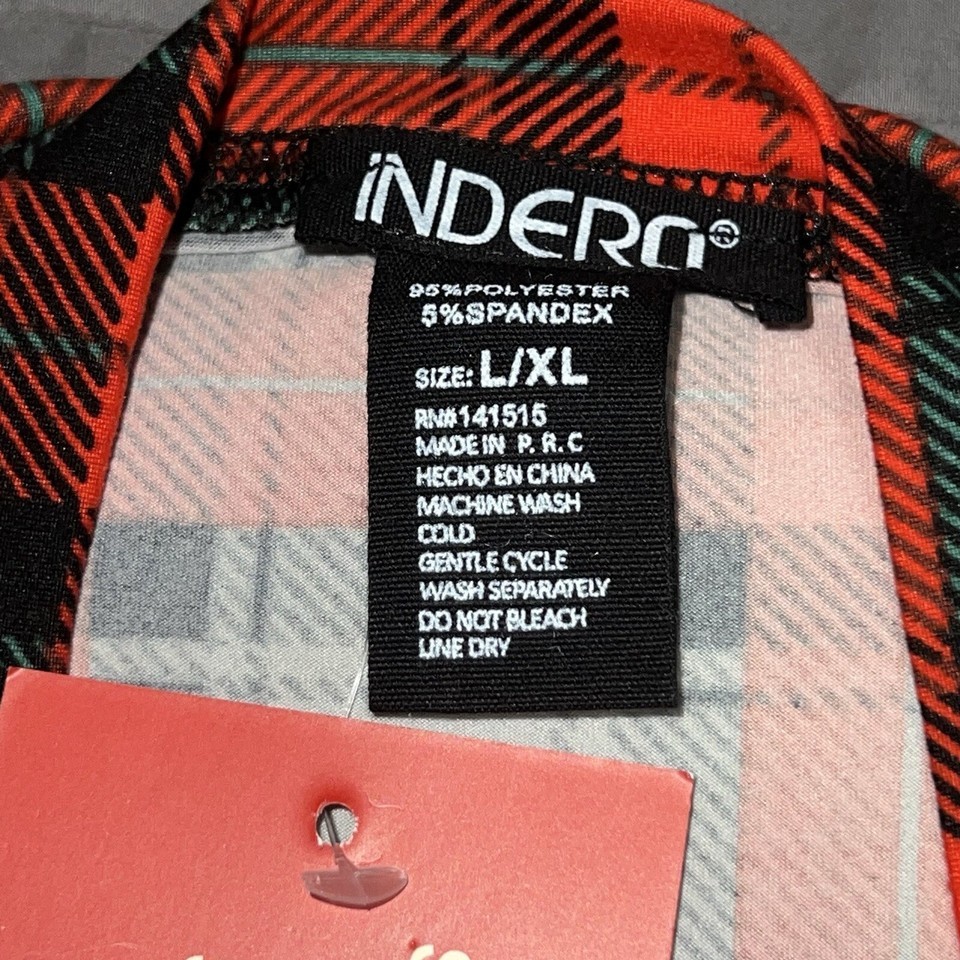 iNDERO®
95%POLYESTER
5%SPANDEX
SIZE: L/XL
RN#141515
MADE IN P. R. C
HECHO EN CHINA
MACHINE WASH
COLD
GENTLE CYCLE
WASH SEPARATELY
DO NOT BLEACH
LINE DRY